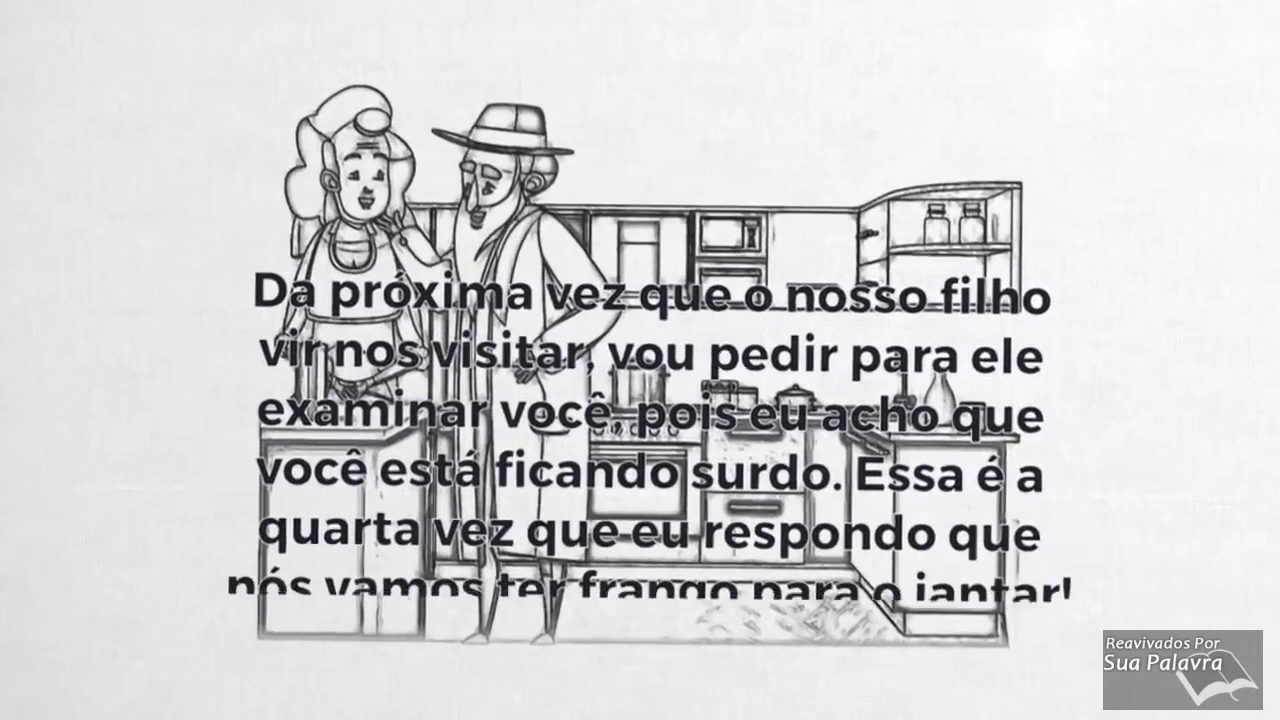 Da próxima vez que o nosso filho
vir nos visitar, vou pedir para ele
examinar você, pois eu acho que
você está ficando surdo. Essa é a
quarta vez que eu respondo que
nós vamos ter frango para o jantar!
Reavivados Por
Sua Palavra